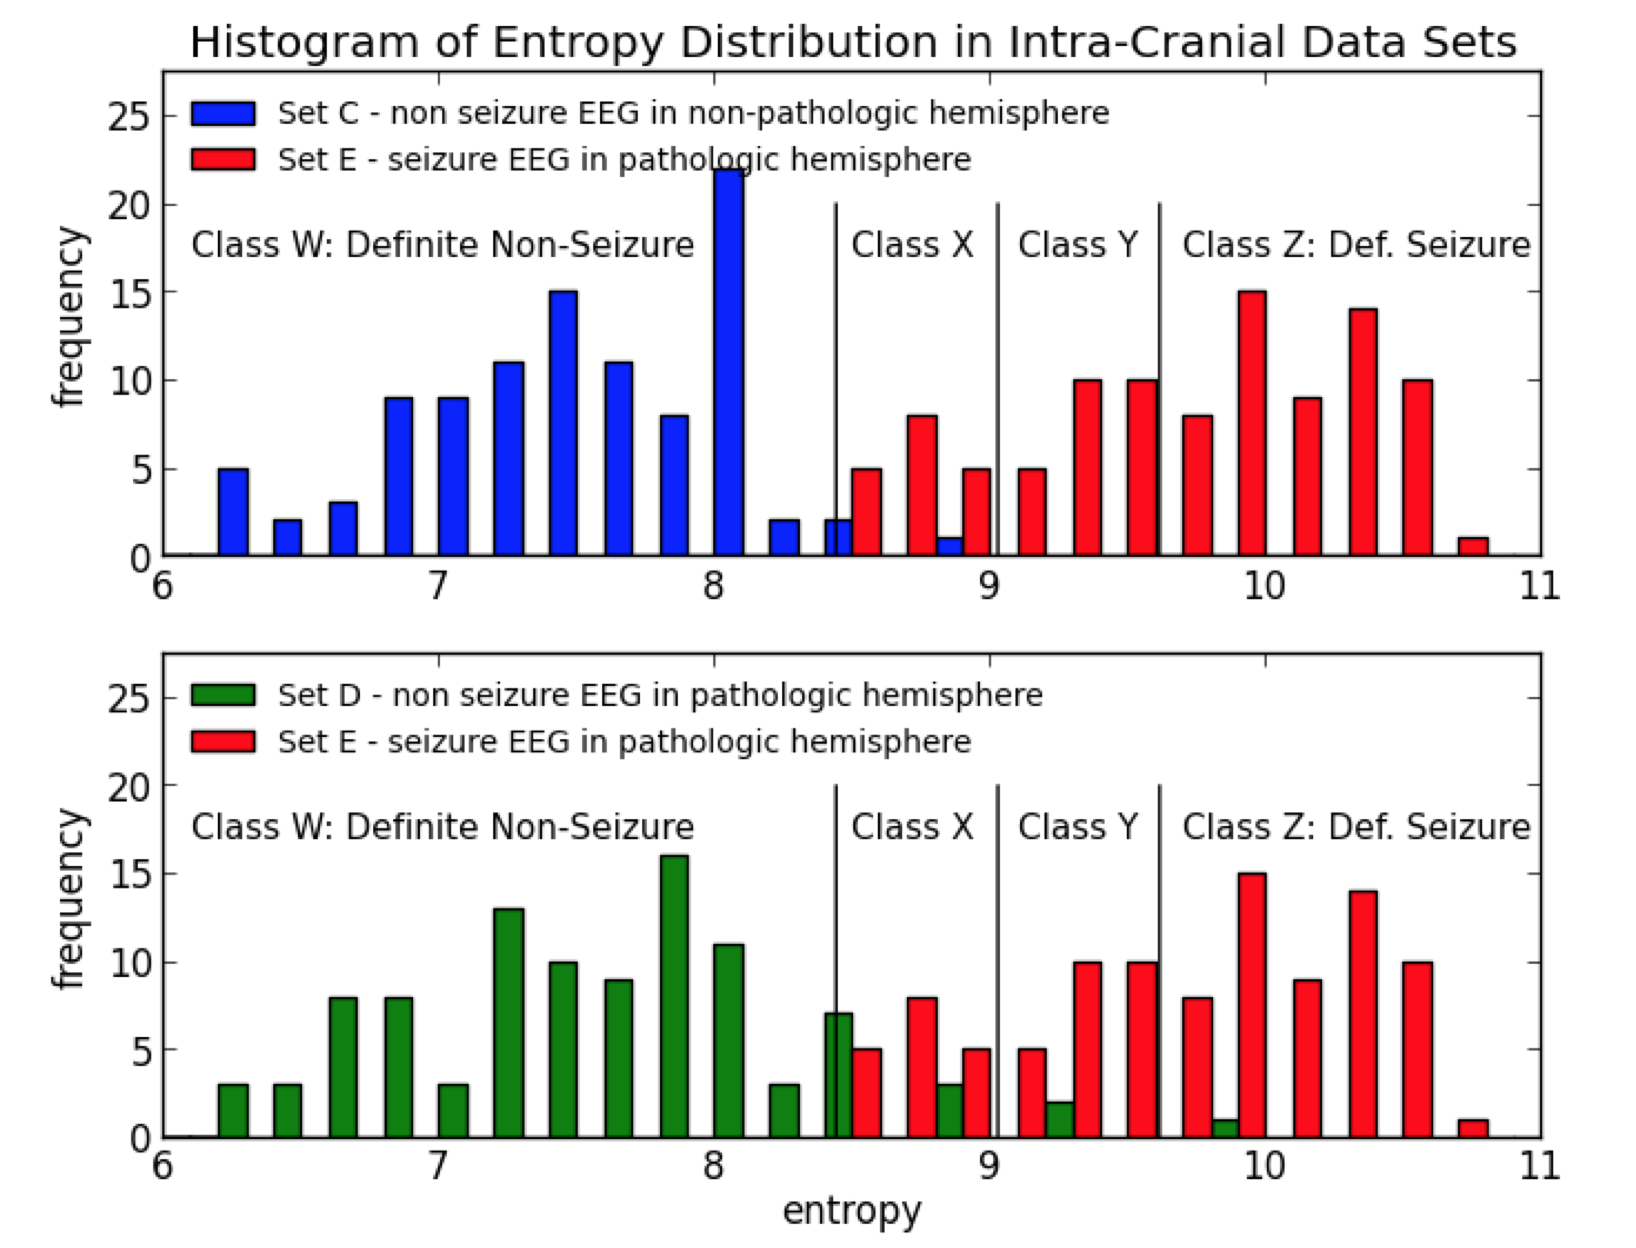 Histogram of Entropy Distribution in Intra-Cranial Data Sets
25
20
15
10
5
0
frequency
Set C - non seizure EEG in non-pathologic hemisphere
Set E - seizure EEG in pathologic hemisphere
Class W: Definite Non-Seizure Class X Class Y Class Z: Def. Seizure
6 7 8 9 10 11
25
20
15
10
5
0
frequency
Set D - non seizure EEG in pathologic hemisphere
Set E - seizure EEG in pathologic hemisphere
Class W: Definite Non-Seizure Class X Class Y Class Z: Def. Seizure
6 7 8 9 10 11
entropy